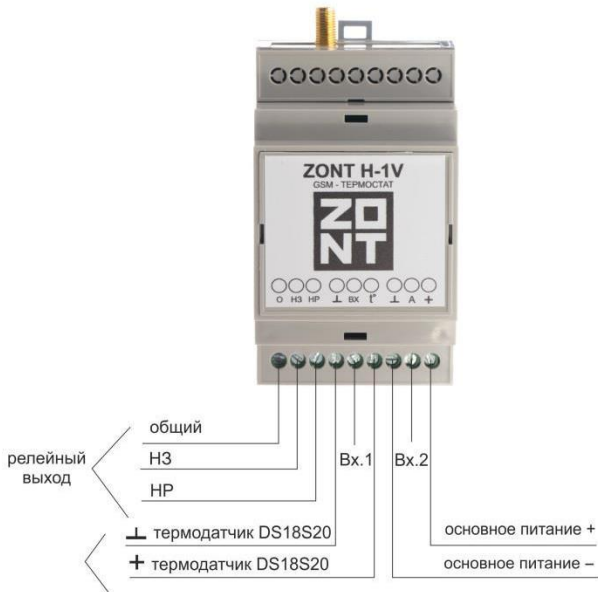 ZONT H-1V
GSM - ТЕРМОСТАТ
ZO
NT
О НЗ НР ⊥ ВХ t° ⊥ А +
общий
релейный
выход
НЗ
Вх.1
Вх.2
НР
⊥ термодатчик DS18S20
основное питание +
+ термодатчик DS18S20
основное питание –